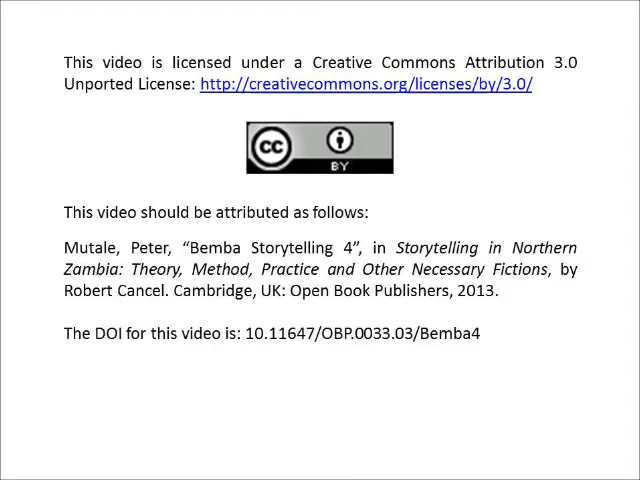 This video is licensed under a Creative Commons Attribution 3.0
Unported License: http://creativecommons.org/licenses/by/3.0/
cc
BY
This video should be attributed as follows:
Mutale, Peter, “Bemba Storytelling 4”, in Storytelling in Northern
Zambia: Theory, Method, Practice and Other Necessary Fictions, by
Robert Cancel. Cambridge, UK: Open Book Publishers, 2013.
The DOI for this video is: 10.11647/OBP.0033.03/Bemba4